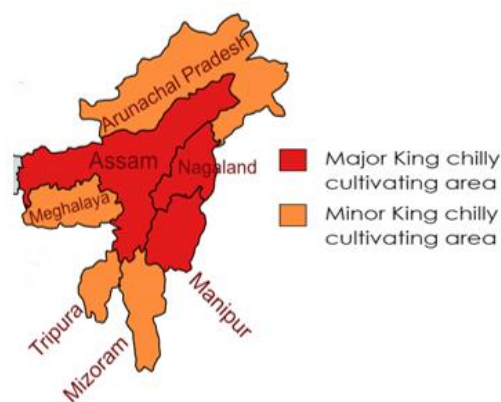 Arunachal Pradesh
Assam
Nagaland
Meghalaya
Tripura
Mizoram
Manipur
Major King chilly
cultivating area
Minor King chilly
cultivating area